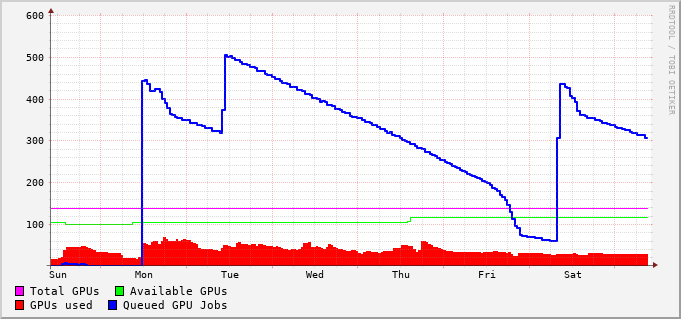 600
500
400
300
200
100
Sun Mon Tue Wed Thu Fri Sat
Total GPUs Available GPUs
GPUs used Queued GPU Jobs
RRDTOOL / TOBI OETIKER